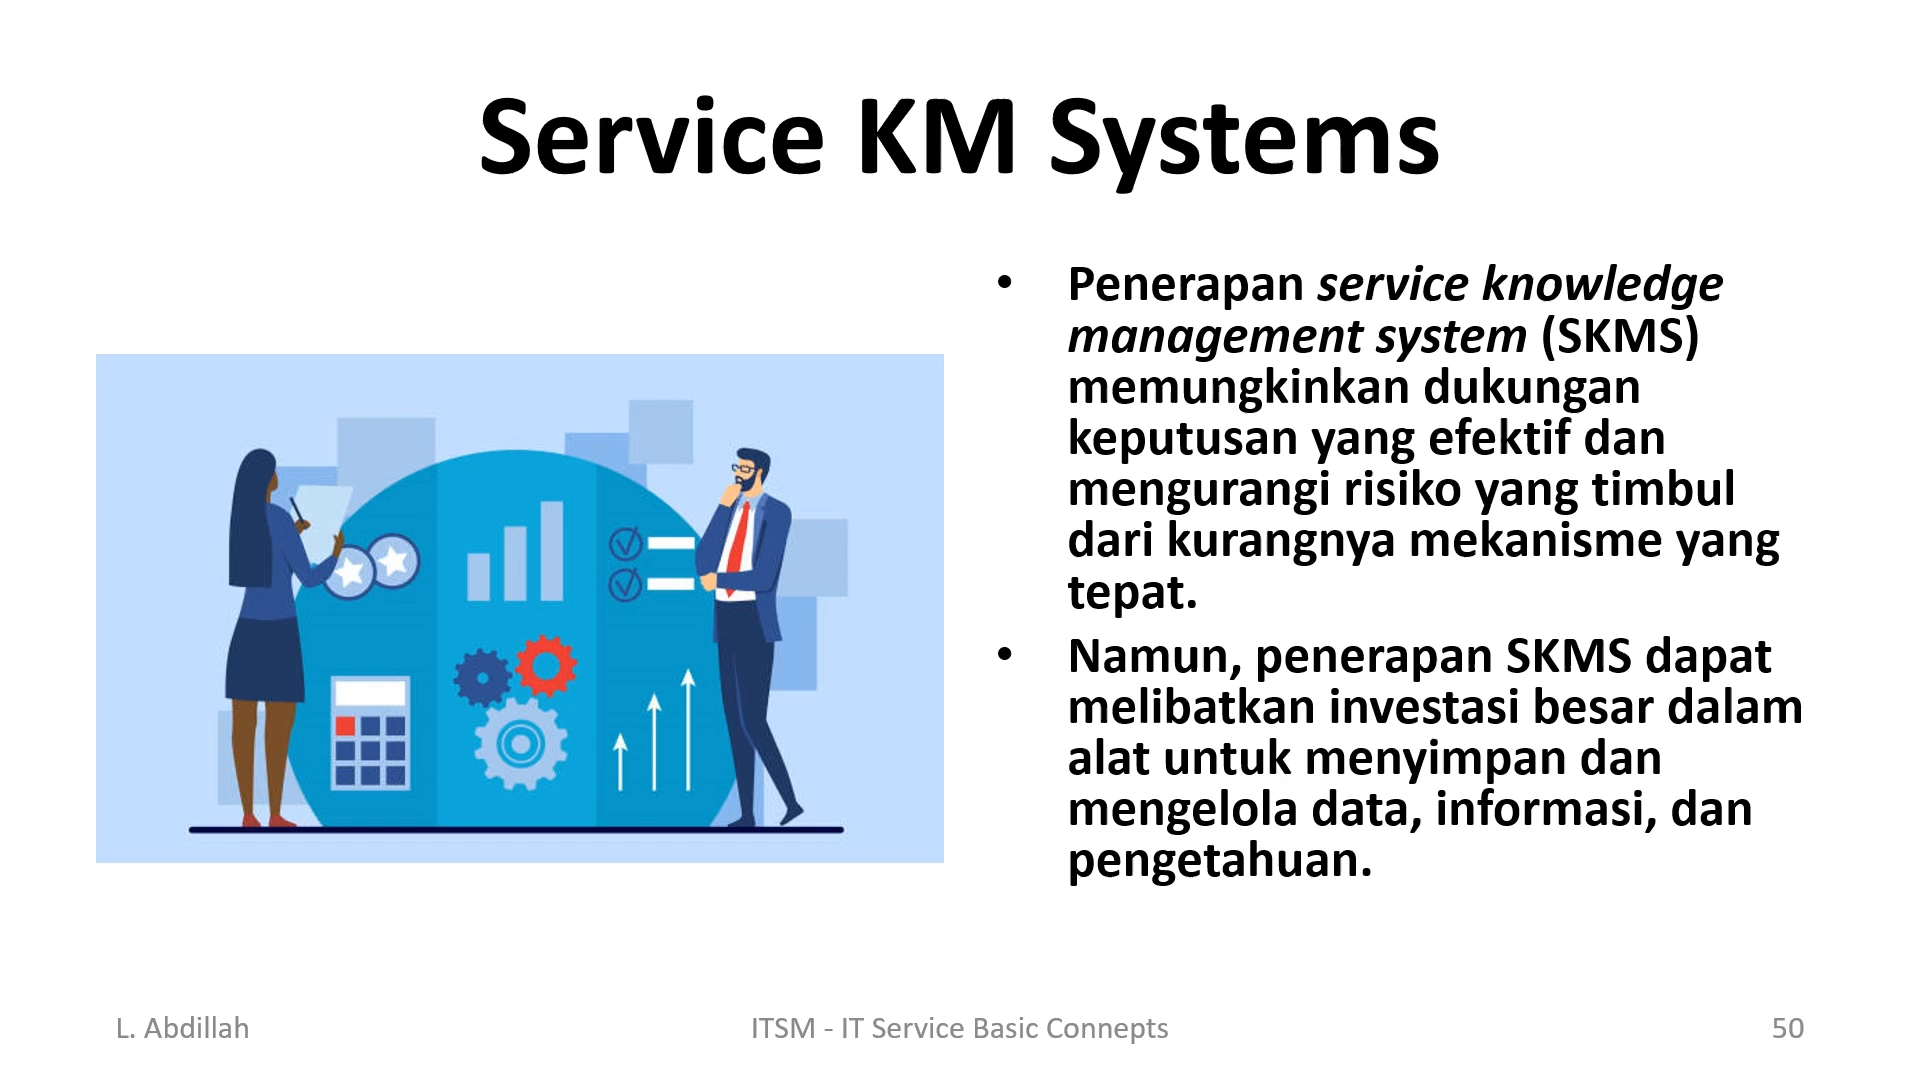 Service KM Systems
• Penerapan service knowledge
management system (SKMS)
memungkinkan dukungan
keputusan yang efektif dan
mengurangi risiko yang timbul
dari kurangnya mekanisme yang
tepat.
• Namun, penerapan SKMS dapat
melibatkan investasi besar dalam
alat untuk menyimpan dan
mengelola data, informasi, dan
pengetahuan.
L. Abdillah
ITSM - IT Service Basic Connepts
50